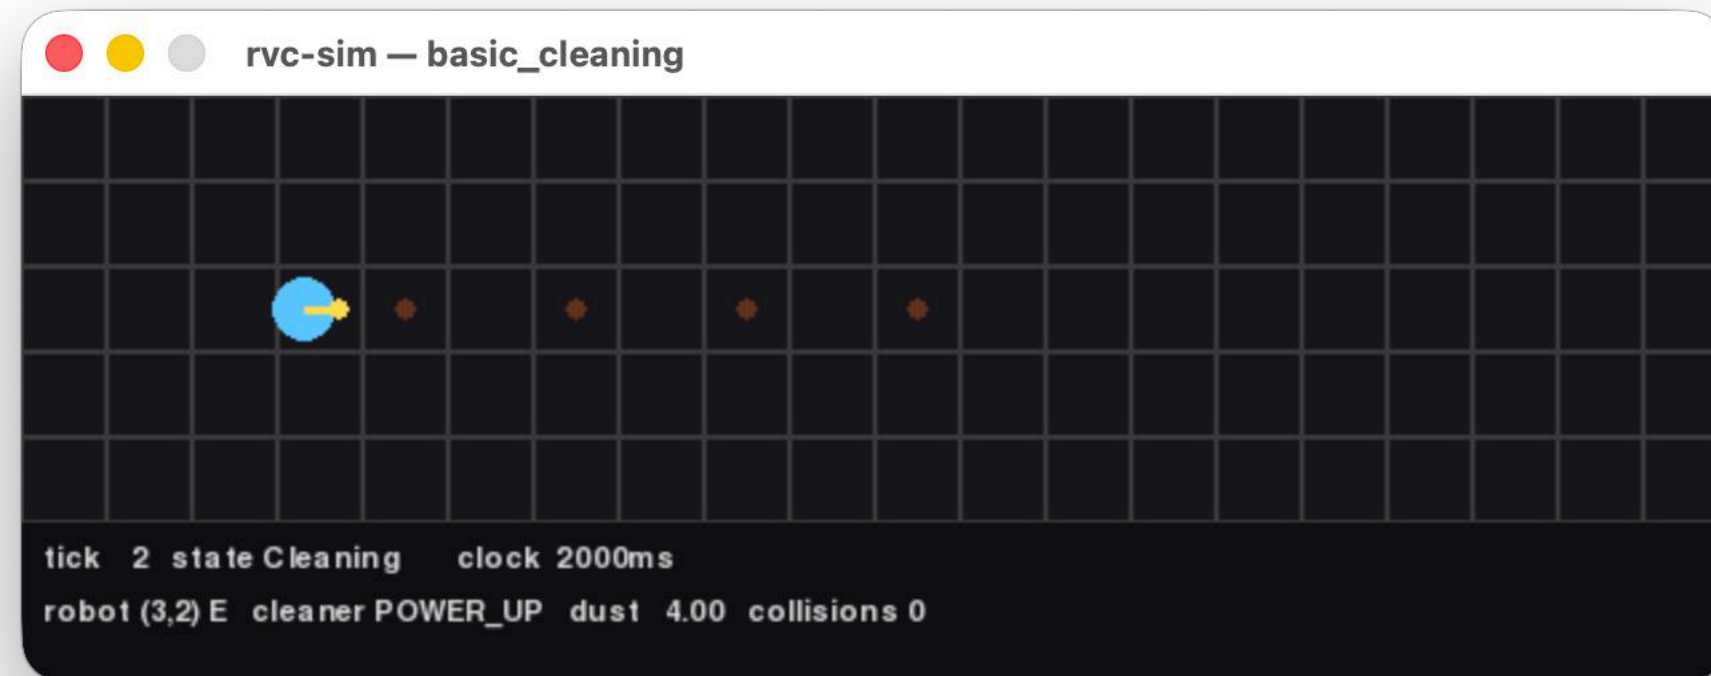 rvc-sim — basic_cleaning
tick 2 state Cleaning clock 2000ms
robot (3,2) E cleaner POWER_UP dust 4.00 collisions 0